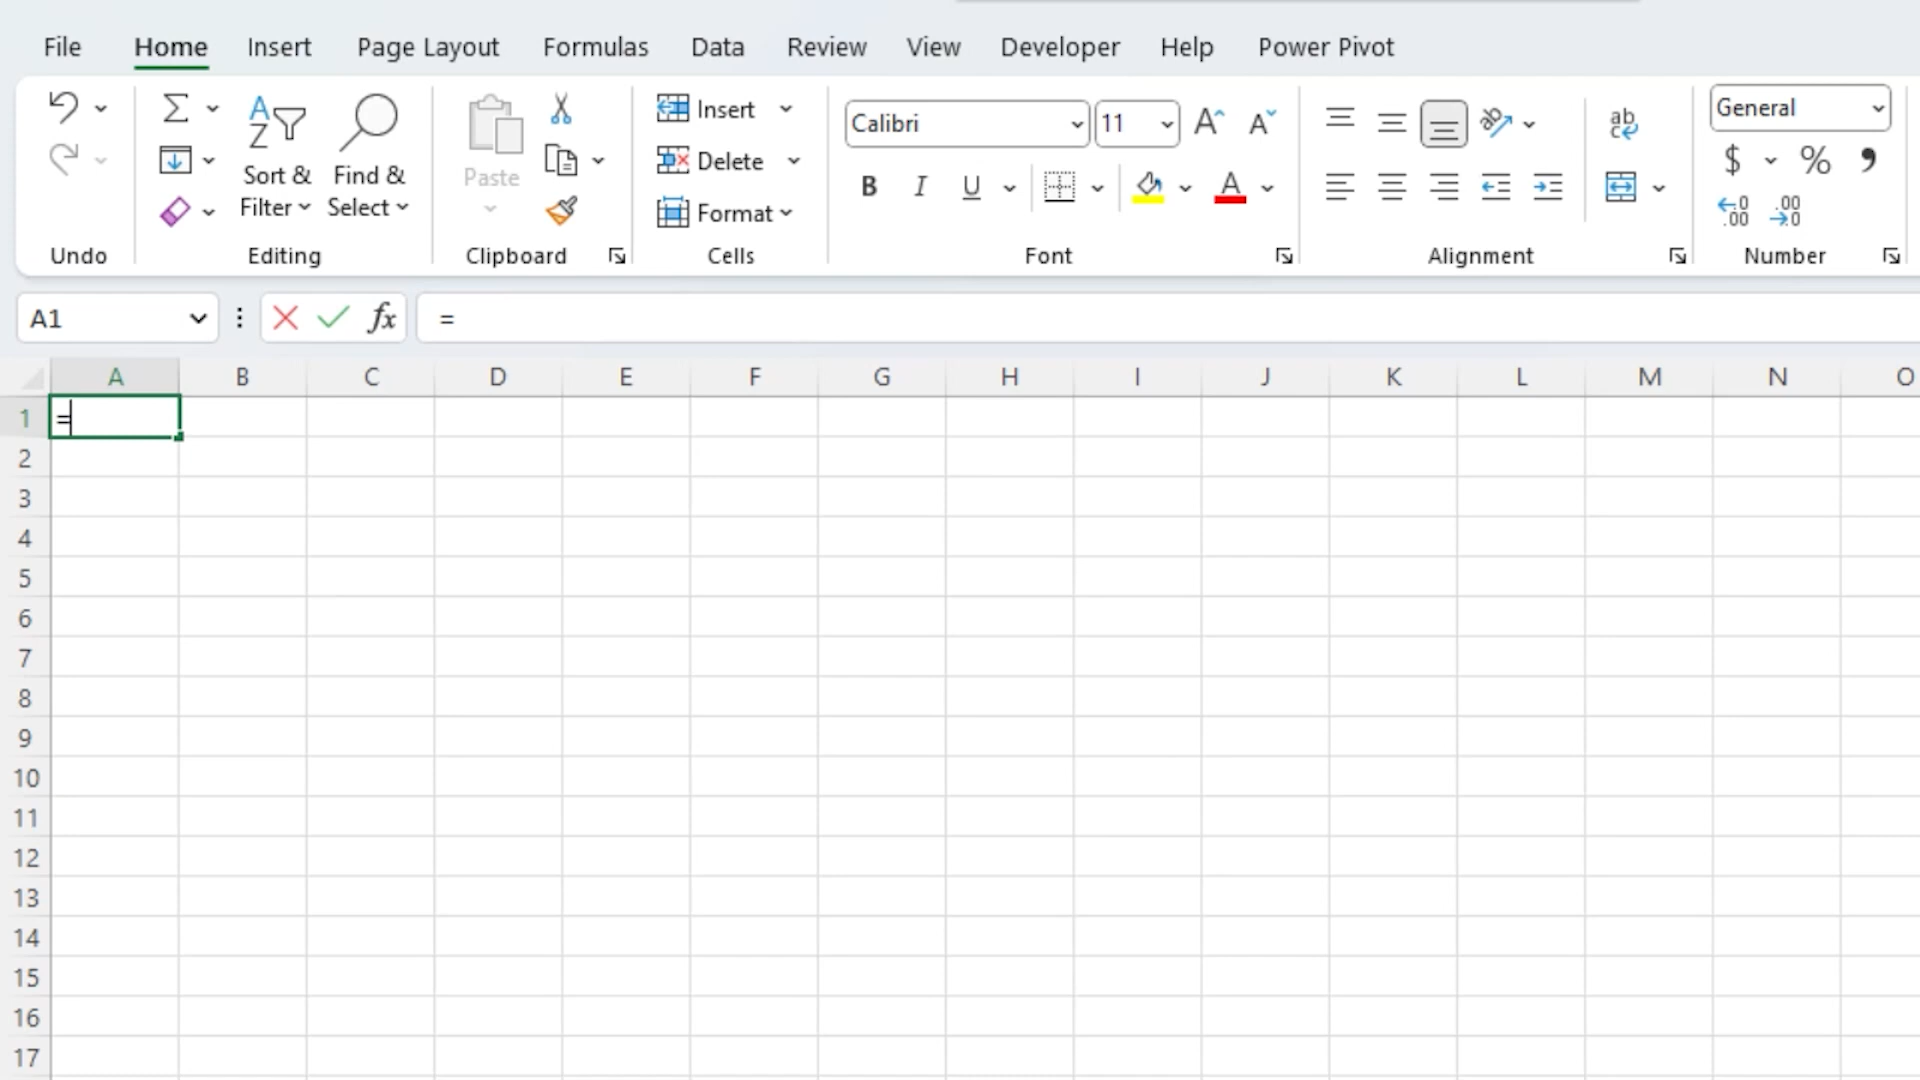 File Home Insert Page Layout Formulas Data Review View Developer Help Power Pivot
Sort & Filter
Find & Select
Paste
Insert
Delete
Format
Calibri 11
B I U A
ab
General
$ % ,
Undo Editing Clipboard Cells Font Alignment Number
A1 fx =
A B C D E F G H I J K L M N O
1 =
2
3
4
5
6
7
8
9
10
11
12
13
14
15
16
17